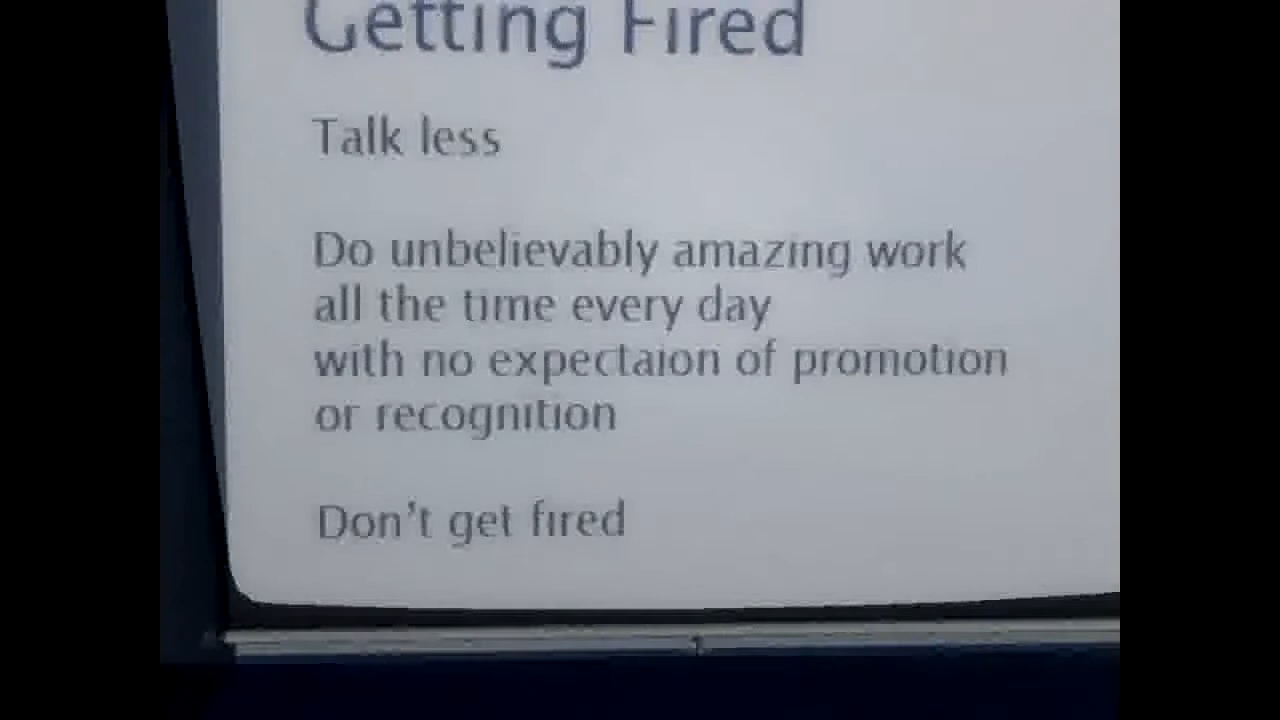 Getting Fired
Talk less
Do unbelievably amazing work
all the time every day
with no expectaion of promotion
or recognition
Don't get fired